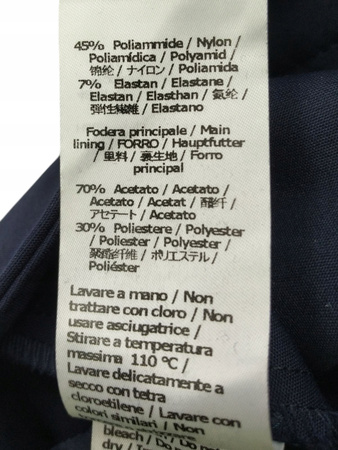 45% Poliammide / Nylon /
Poliamídica / Polyamid /
锦纶 / ナイロン / Poliamida
7% Elastan / Elastane /
Elastan / Elasthan / 氨纶 /
弾性繊維 / Elastano
Fodera principale / Main
lining / FORRO / Hauptfutter
/ 里料 / 裏生地 / Forro
principal
70% Acetato / Acetato /
Acetato / Acetat / 醋纤 /
アセテート / Acetato
30% Poliestere / Polyester
/ Poliester / Polyester /
聚酯纤维 / ポリエステル /
Poliéster
Lavare a mano / Non
trattare con cloro / Non
usare asciugatrice /
Stirare a temperatura
massima 110 °C /
Lavare delicatamente a
secco con tetra
cloroetilene / Lavare con
colori similari / Non
bleach / Do not